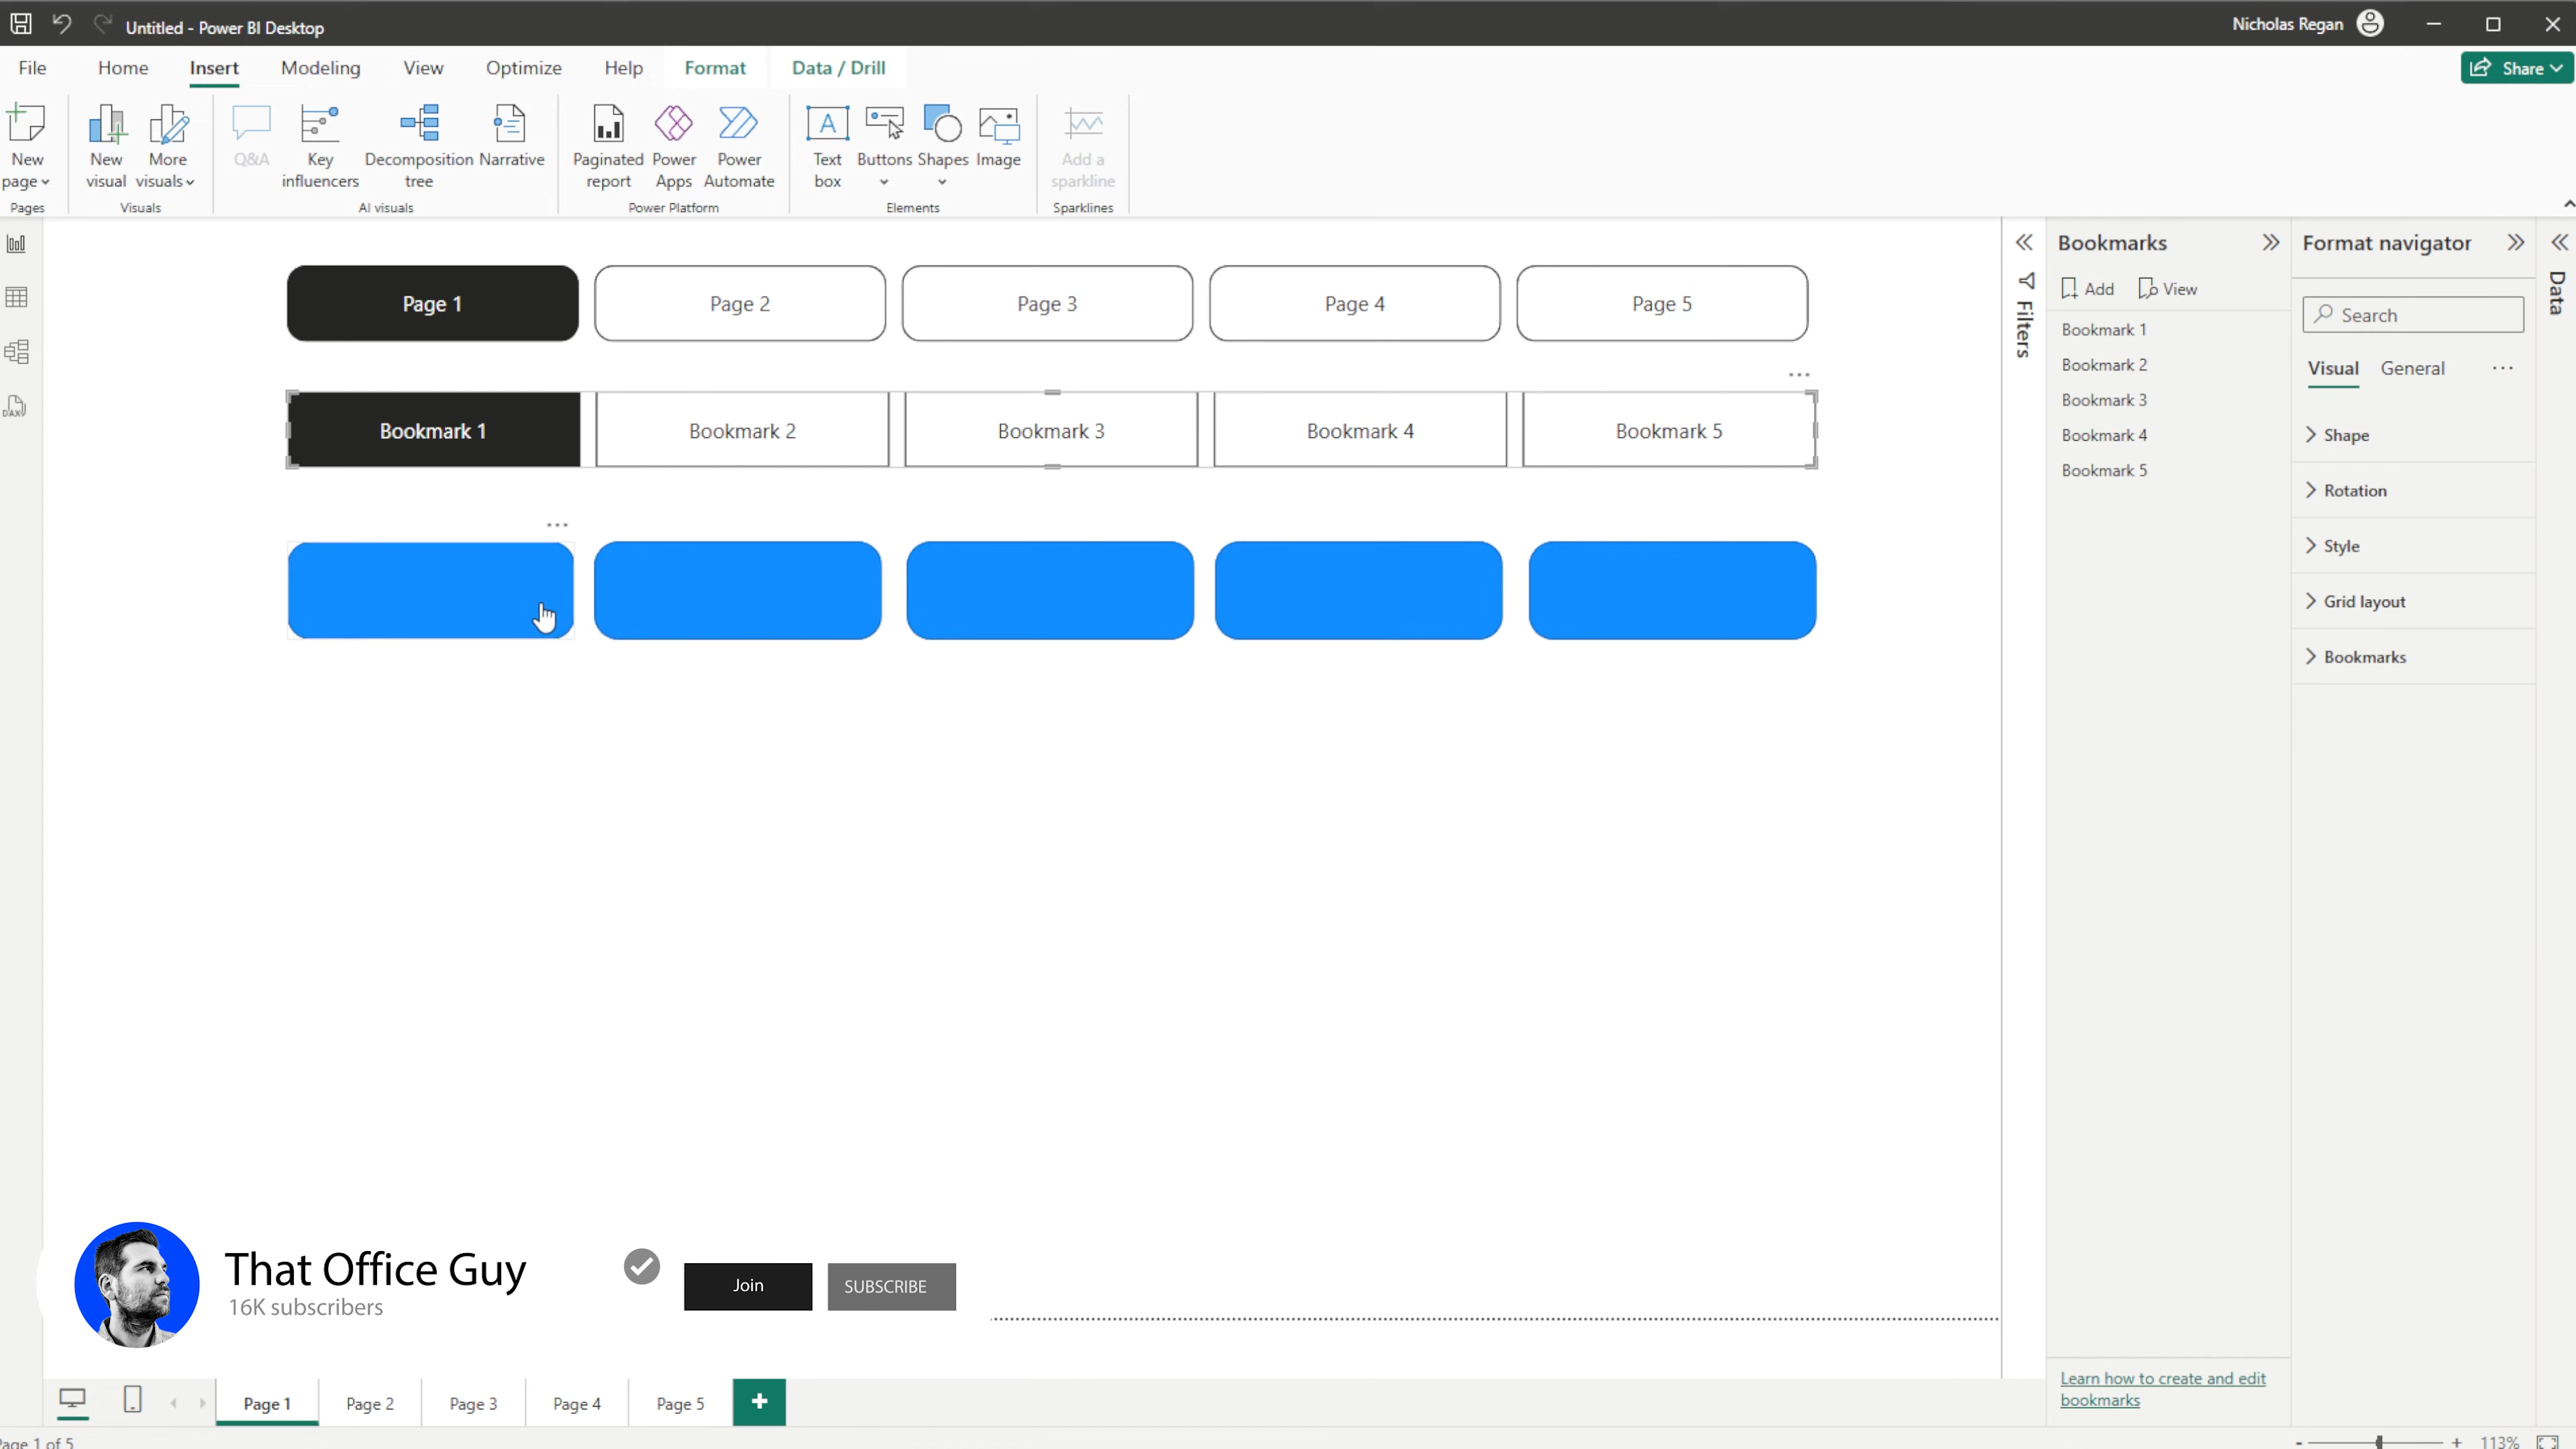 Untitled - Power BI Desktop
Nicholas Regan
File Home Insert Modeling View Optimize Help Format Data / Drill
Share
New page
New visual
More visuals
Q&A
Key influencers
Decomposition tree
Narrative
Paginated report
Power Apps
Power Automate
Text box
Buttons
Shapes
Image
Add a sparkline
Pages
Visuals
AI visuals
Power Platform
Elements
Sparklines
DAX
Page 1
Page 2
Page 3
Page 4
Page 5
Bookmark 1
Bookmark 2
Bookmark 3
Bookmark 4
Bookmark 5
Filters
Bookmarks
Add
View
Bookmark 1
Bookmark 2
Bookmark 3
Bookmark 4
Bookmark 5
Learn how to create and edit
bookmarks
Format navigator
Search
Visual General
Shape
Rotation
Style
Grid layout
Bookmarks
Data
That Office Guy
16K subscribers
Join
SUBSCRIBE
Page 1
Page 2
Page 3
Page 4
Page 5
Page 1 of 5
113%